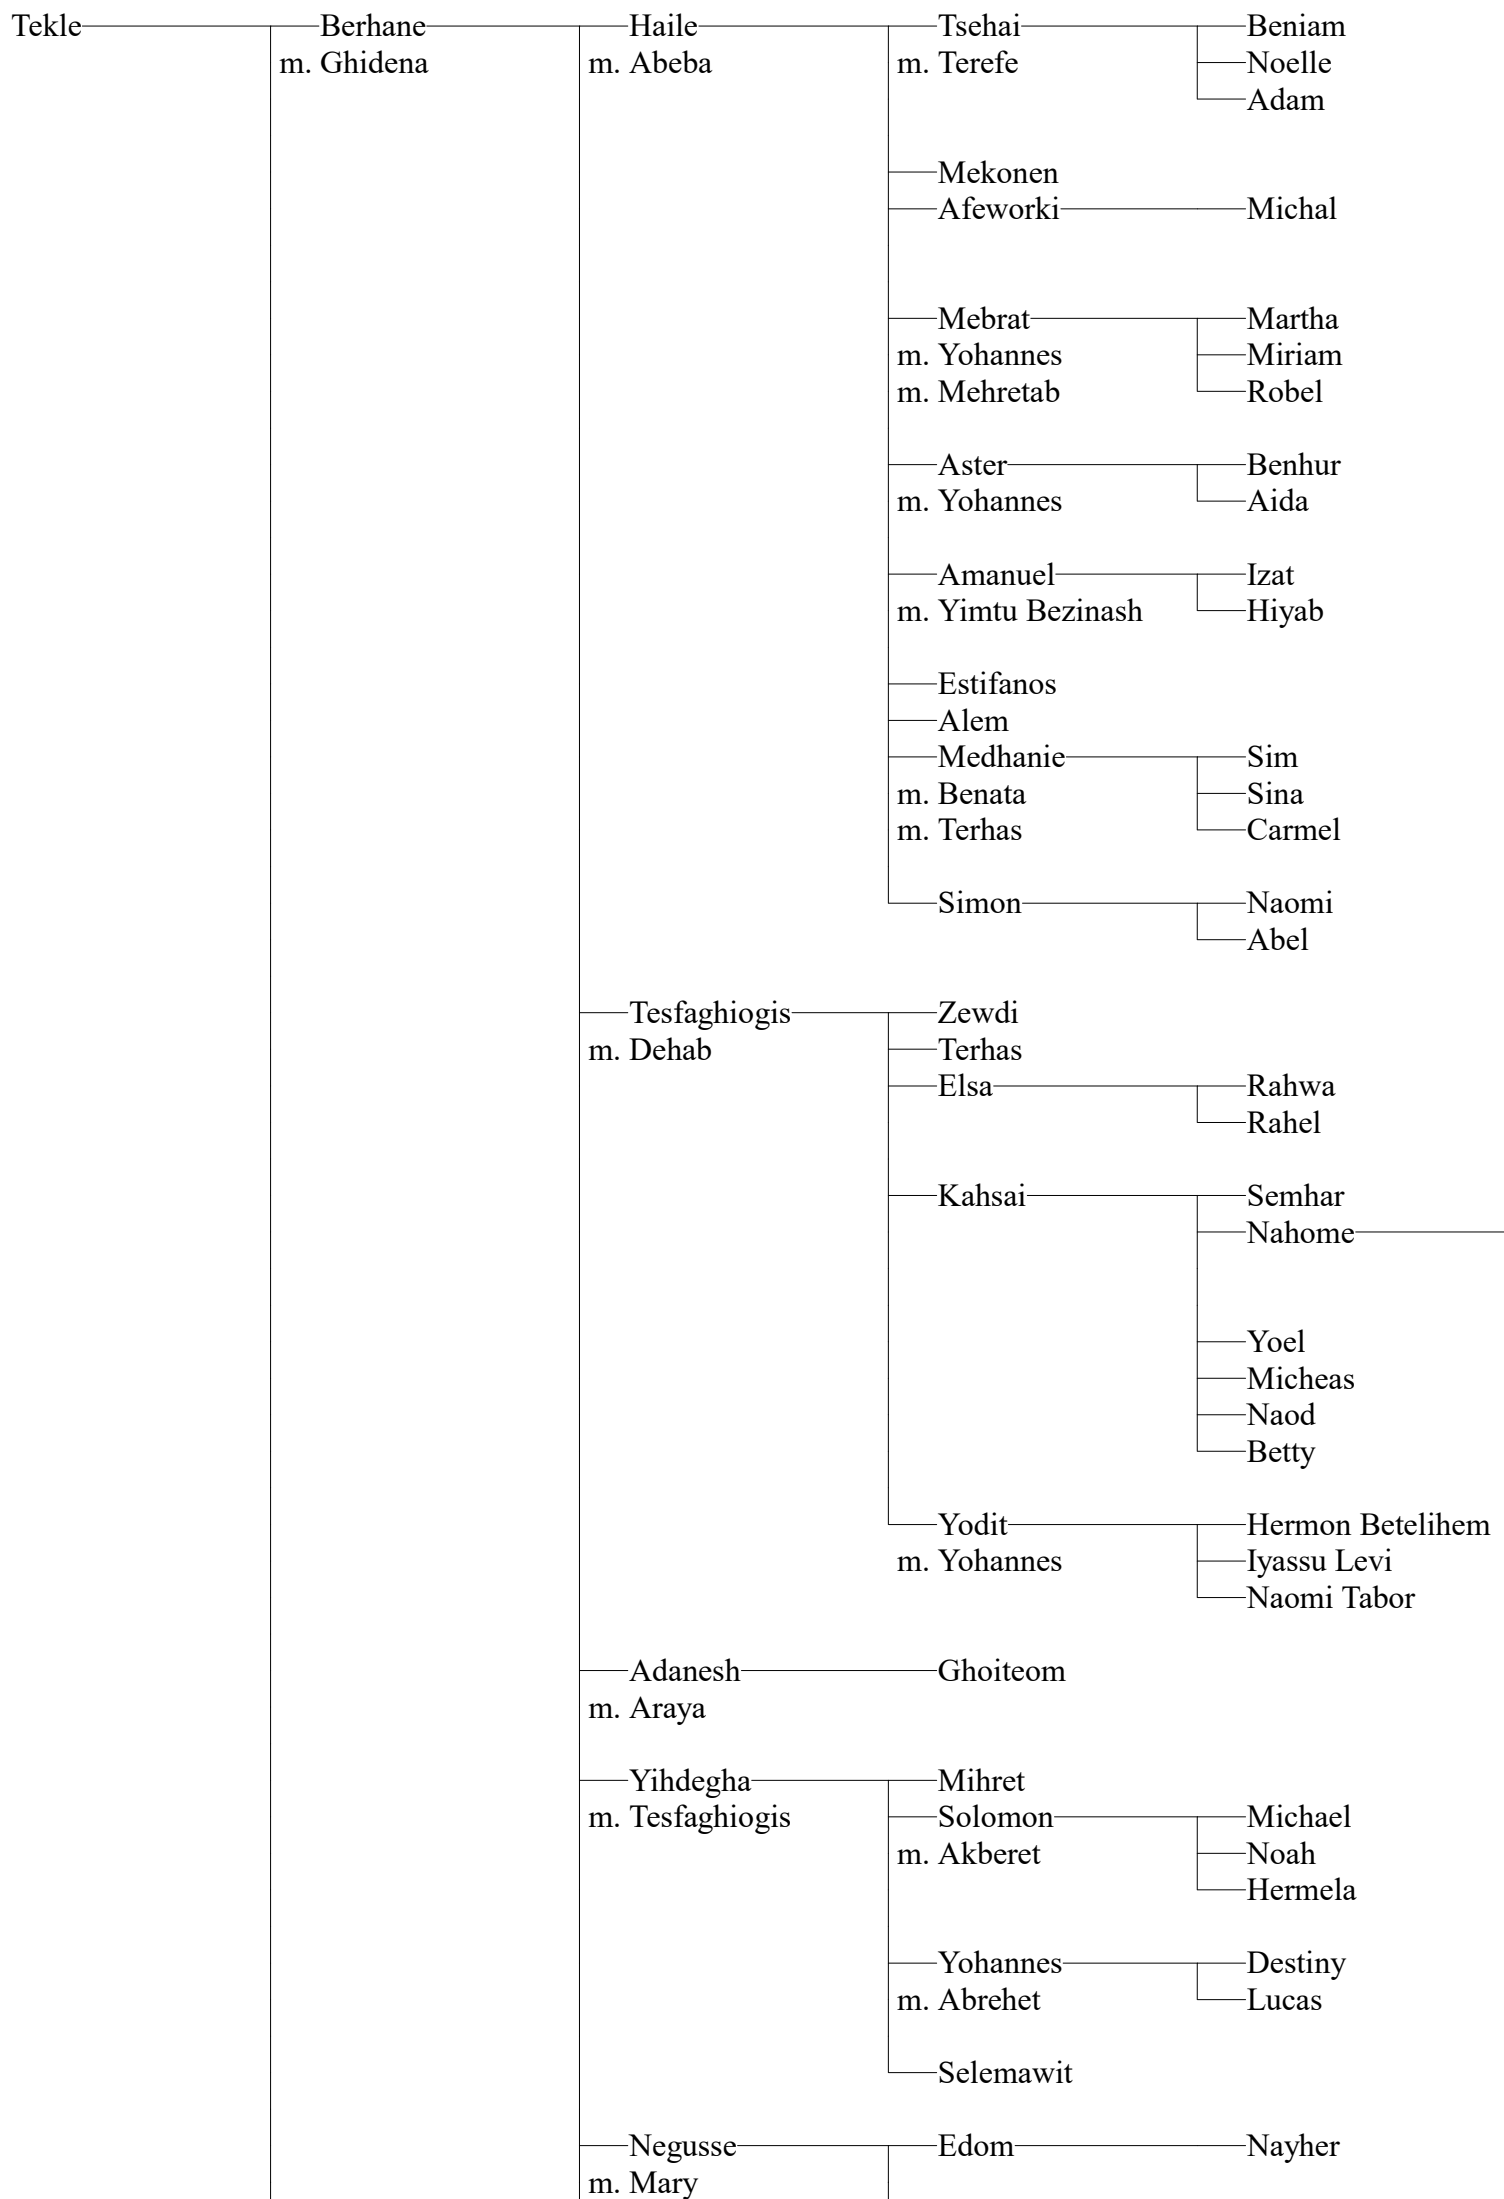 Tekle Berhane Haile Tsehai Beniam
m. Ghidena m. Abeba m. Terefe Noelle
Adam
Mekonen
Afeworki Michal
Mebrat Martha
m. Yohannes Miriam
m. Mehretab Robel
Aster Benhur
m. Yohannes Aida
Amanuel Izat
m. Yimtu Bezinash Hiyab
Estifanos
Alem
Medhanie Sim
m. Benata Sina
m. Terhas Carmel
Simon Naomi
Abel
Tesfaghiogis Zewdi
m. Dehab Terhas
Elsa Rahwa
Rahel
Kahsai Semhar
Nahome
Yoel
Micheas
Naod
Betty
Yodit Hermon Betelihem
m. Yohannes Iyassu Levi
Naomi Tabor
Adanesh Ghoiteom
m. Araya
Yihdegha Mihret
m. Tesfaghiogis Solomon Michael
m. Akberet Noah
Hermela
Yohannes Destiny
m. Abrehet Lucas
Selemawit
Negusse Edom Nayher
m. Mary